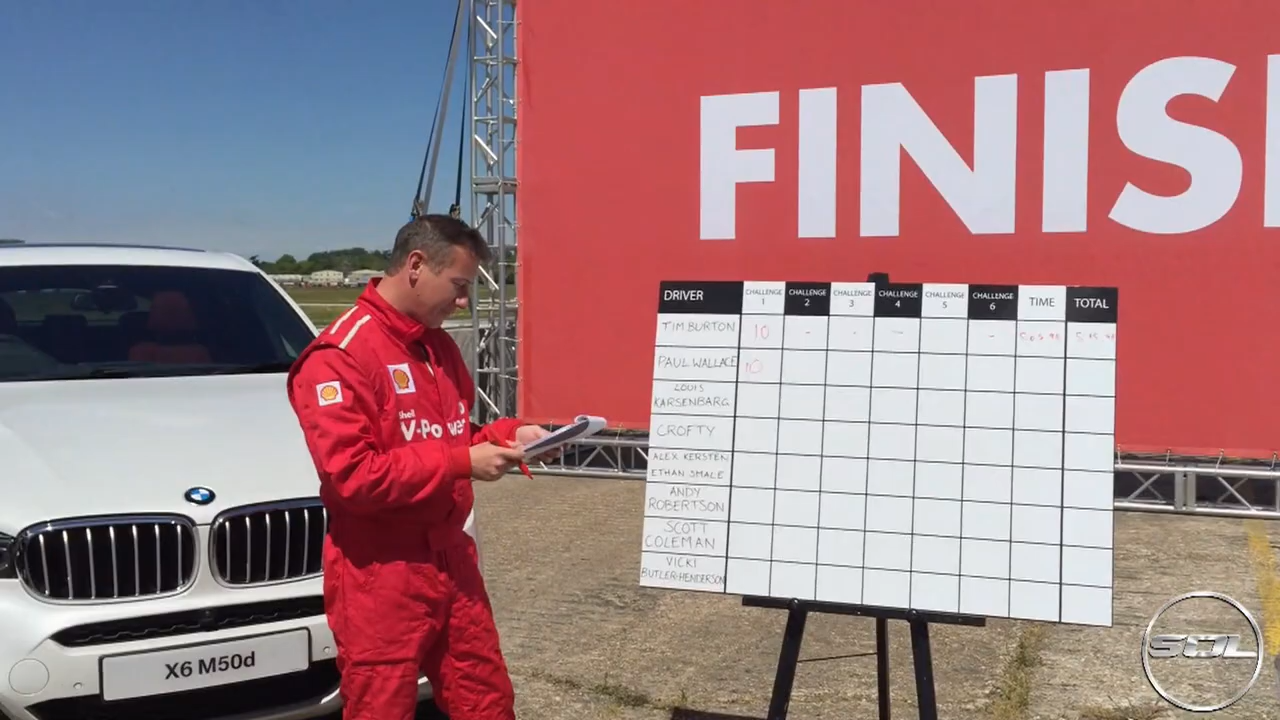 FINIS
DRIVER CHALLENGE 1 CHALLENGE 2 CHALLENGE 3 CHALLENGE 4 CHALLENGE 5 CHALLENGE 6 TIME TOTAL
TIM BURTON 10 - - - -
PAUL WALLACE 10
LOUIS
KARSENBARG
CROFTY
ALEX KERSTEN
ETHAN SMALE
ANDY
ROBERTSON
SCOTT
COLEMAN
VICKI
BUTLER-HENDERSON
Shell
V-Power
X6 M50d
SOL